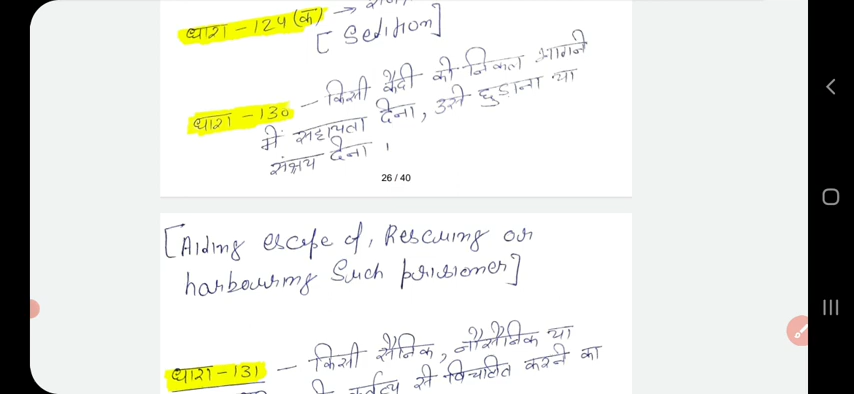 धारा - 124 (क) →
[ Sedition]
धारा - 130 - किसी कैदी को निकल भागने
में सहायता देना, उसे छुड़ाना या
संश्रय देना ।
26 / 40
[Aiding escape of, Rescuing or
harbouring Such prisioner]
धारा - 131 - किसी सैनिक, नौसैनिक या
कर्तव्य से विचलित करने का